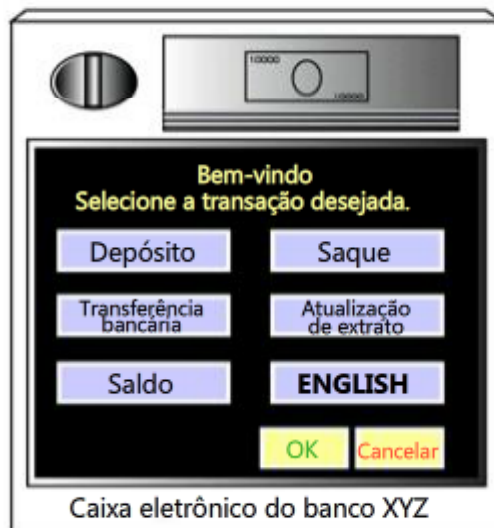 10000
10000
Bem-vindo
Selecione a transação desejada.
Depósito
Saque
Transferência
bancária
Atualização
de extrato
Saldo
ENGLISH
OK
Cancelar
Caixa eletrônico do banco XYZ